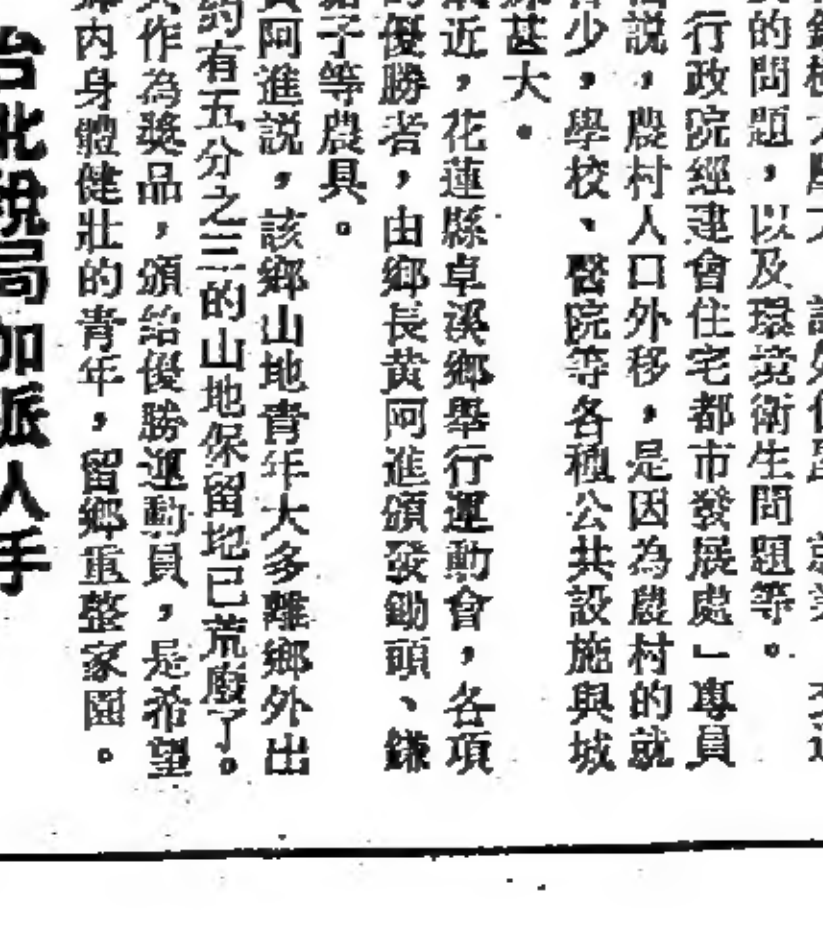 的問題，以及環境衛生問題等。
行政院經建會住宅都市發展處」專員
說，農村人口外移，是因為農村的就
少，學校、醫院等各種公共設施與城
甚大。
近，花蓮縣卓溪鄉舉行運動會，各項
優勝者，由鄉長黃阿進頒發鋤頭、鐮
子等農具。
阿進說，該鄉山地青年大多離鄉外出
約有五分之三的山地保留地已荒廢了。
作為獎品，頒給優勝運動員，是希望
內身體健壯的青年，留鄉重整家園。
台北稅局加派人手